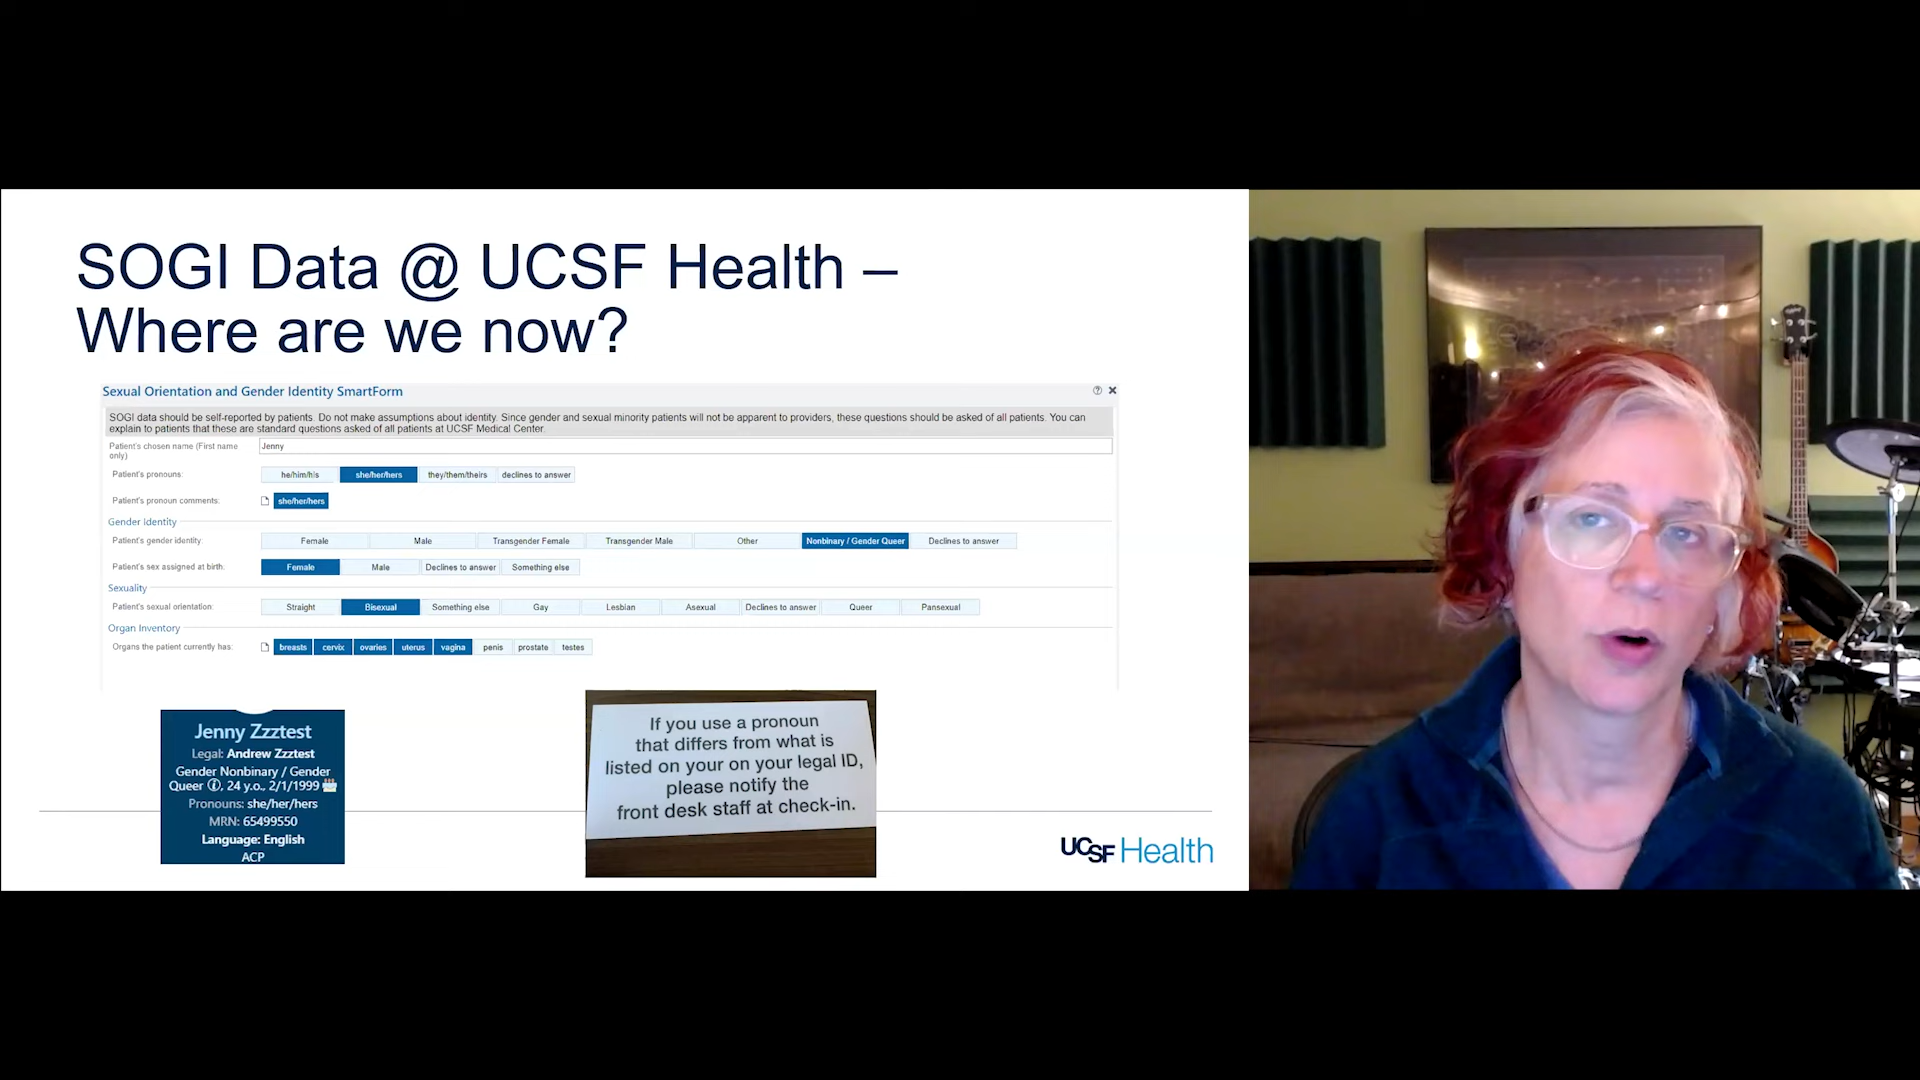 SOGI Data @ UCSF Health –
Where are we now?
Sexual Orientation and Gender Identity SmartForm
SOGI data should be self-reported by patients. Do not make assumptions about identity. Since gender and sexual minority patients will not be apparent to providers, these questions should be asked of all patients. You can
explain to patients that these are standard questions asked of all patients at UCSF Medical Center.
Patient's chosen name (First name
only)
Jenny
Patient's pronouns: he/him/his she/her/hers they/them/theirs declines to answer
Patient's pronoun comments: she/her/hers
Gender Identity
Patient's gender identity: Female Male Transgender Female Transgender Male Other Nonbinary / Gender Queer Declines to answer
Patient's sex assigned at birth: Female Male Declines to answer Something else
Sexuality
Patient's sexual orientation: Straight Bisexual Something else Gay Lesbian Asexual Declines to answer Queer Pansexual
Organ Inventory
Organs the patient currently has: breasts cervix ovaries uterus vagina penis prostate testes
Jenny Zzztest
Legal: Andrew Zzztest
Gender Nonbinary / Gender
Queer ⓘ, 24 y.o., 2/1/1999
Pronouns: she/her/hers
MRN: 65499550
Language: English
ACP
If you use a pronoun
that differs from what is
listed on your on your legal ID,
please notify the
front desk staff at check-in.
UCSF Health